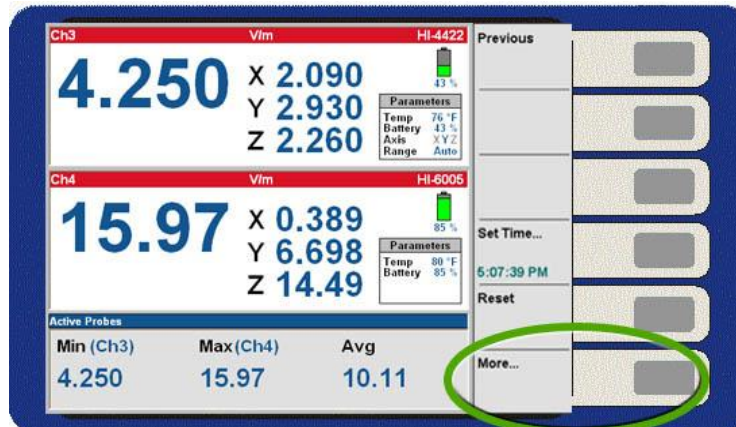 Ch3 V/m HI-4422
4.250
X 2.090
Y 2.930
Z 2.260
43 %
Parameters
Temp 76 °F
Battery 43 %
Axis XYZ
Range Auto
Ch4 V/m HI-6005
15.97
X 0.389
Y 6.698
Z 14.49
85 %
Parameters
Temp 80 °F
Battery 85 %
Active Probes
Min (Ch3) Max (Ch4) Avg
4.250 15.97 10.11
Previous
Set Time...
5:07:39 PM
Reset
More...